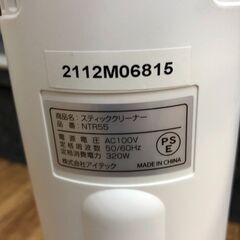 2112M06815
商品名：スティッククリーナー
品　番：NTR55
電源電圧 AC100V
定格周波数 50/60Hz
定格消費電力 320W
株式会社アイテック
PS
E
MADE IN CHINA